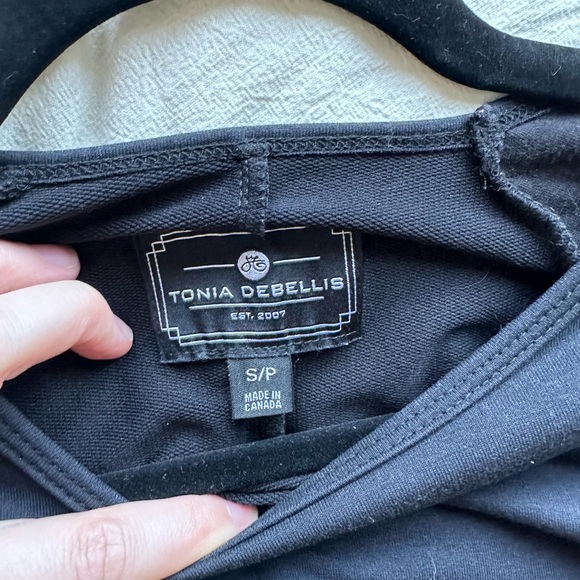 TONIA DEBELLIS
EST. 2007
S/P
MADE IN
CANADA